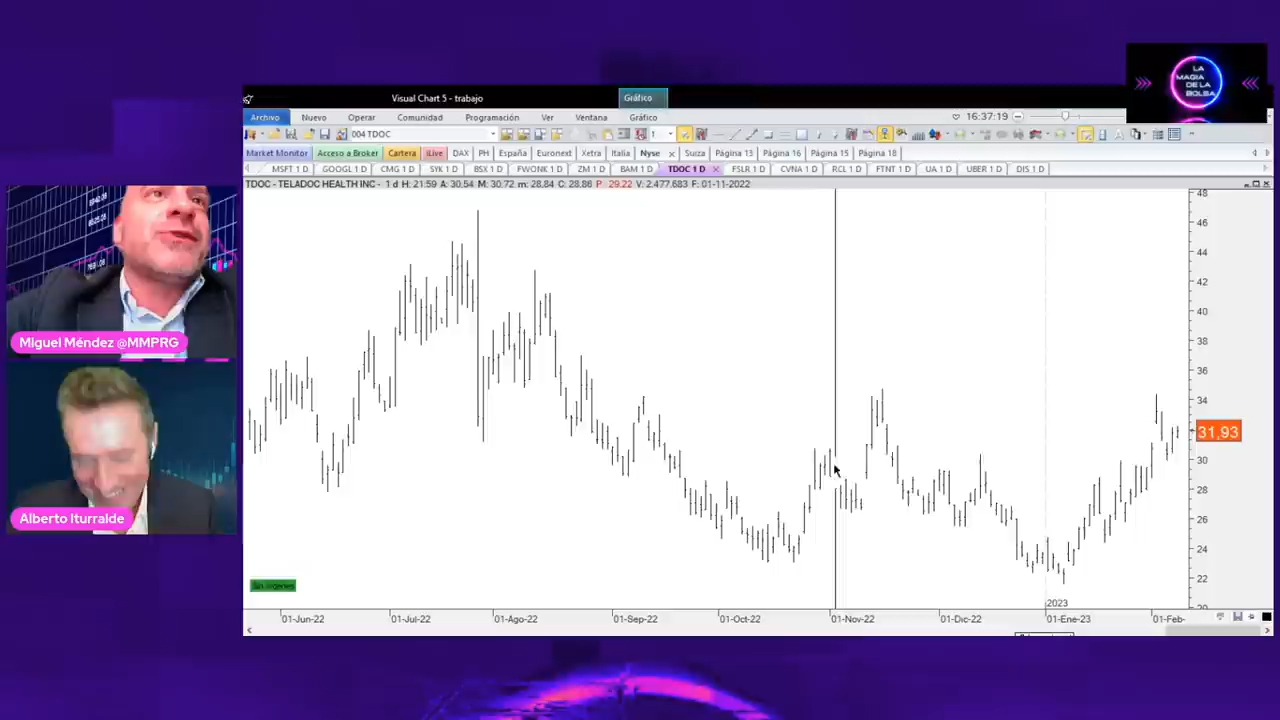 LA
MAGIA
DE LA
BOLSA
Visual Chart 5 - trabajo
Gráfico
Archivo Nuevo Operar Comunidad Programación Ver Ventana Gráfico 16:37:19
004 TDOC 1
Market Monitor Acceso a Broker Cartera iLive DAX PH España Euronext Xetra Italia Nyse x Suiza Página 13 Página 16 Página 15 Página 18
MSFT 1 D GOOGL 1 D CMG 1 D SYK 1 D BSX 1 D FWONK 1 D ZM 1 D BAM 1 D TDOC 1 D x FSLR 1 D CVNA 1 D RCL 1 D FTNT 1 D UA 1 D UBER 1 D DIS 1 D
TDOC - TELADOC HEALTH INC - 1 d H: 21:59 A: 30.54 M: 30.72 m: 28.84 C: 28.86 P: 29.22 V: 2.477.683 F: 01-11-2022
48
46
44
42
40
38
36
34
31,93
30
28
26
24
22
20
Miguel Méndez @MMPRG
Alberto Iturralde
2023
01-Jun-22 01-Jul-22 01-Ago-22 01-Sep-22 01-Oct-22 01-Nov-22 01-Dic-22 01-Ene-23 01-Feb-